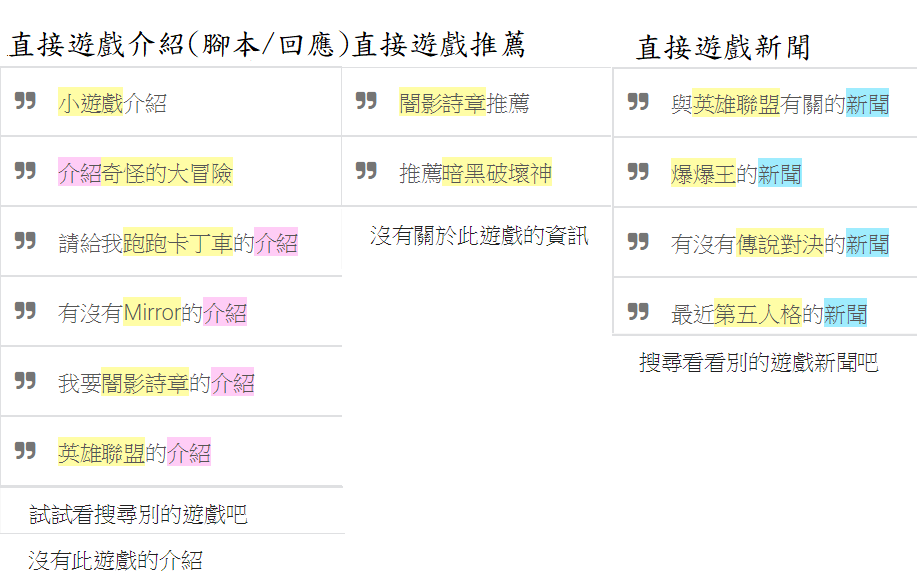 直接遊戲介紹(腳本/回應)
小遊戲介紹
介紹奇怪的大冒險
請給我跑跑卡丁車的介紹
有沒有Mirror的介紹
我要闇影詩章的介紹
英雄聯盟的介紹
試試看搜尋別的遊戲吧
沒有此遊戲的介紹
直接遊戲推薦
闇影詩章推薦
推薦暗黑破壞神
沒有關於此遊戲的資訊
直接遊戲新聞
與英雄聯盟有關的新聞
爆爆王的新聞
有沒有傳說對決的新聞
最近第五人格的新聞
搜尋看看別的遊戲新聞吧